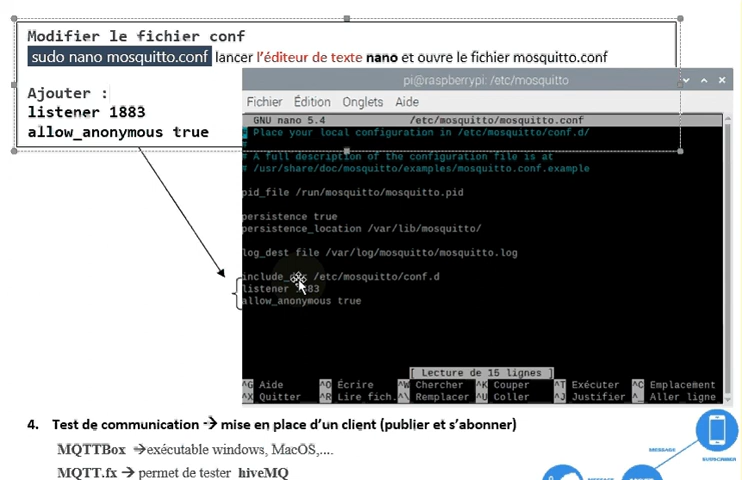 Modifier le fichier conf
sudo nano mosquitto.conf lancer l'éditeur de texte nano et ouvre le fichier mosquitto.conf
Ajouter :
listener 1883
allow_anonymous true
pi@raspberrypi: /etc/mosquitto
Fichier Édition Onglets Aide
GNU nano 5.4 /etc/mosquitto/mosquitto.conf
# Place your local configuration in /etc/mosquitto/conf.d/
#
# A full description of the configuration file is at
# /usr/share/doc/mosquitto/examples/mosquitto.conf.example
pid_file /run/mosquitto/mosquitto.pid
persistence true
persistence_location /var/lib/mosquitto/
log_dest file /var/log/mosquitto/mosquitto.log
include_dir /etc/mosquitto/conf.d
listener 1883
allow_anonymous true
[ Lecture de 15 lignes ]
^G Aide ^O Écrire ^W Chercher ^K Couper ^T Exécuter ^C Emplacement
^X Quitter ^R Lire fich. ^\ Remplacer ^U Coller ^J Justifier ^_ Aller ligne
4. Test de communication → mise en place d'un client (publier et s'abonner)
MQTTBox →exécutable windows, MacOS,....
MQTT.fx → permet de tester hiveMQ
MESSAGE
SUBSCRIBER
MESSAGE